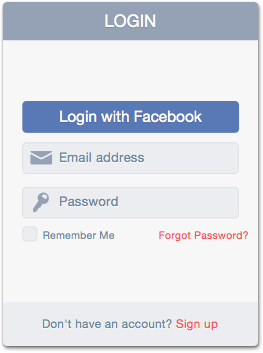 LOGIN
Login with Facebook
Email address
Password
Remember Me Forgot Password?
Don't have an account? Sign up